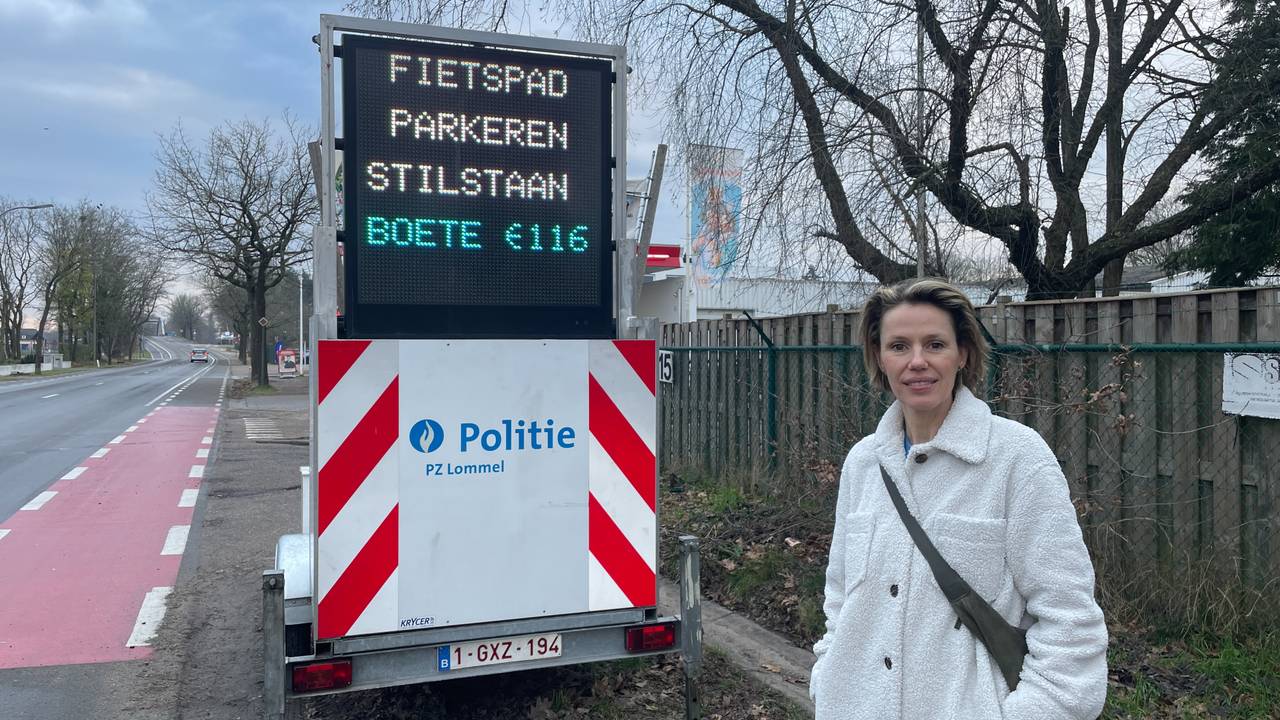 FIETSPAD
PARKEREN
STILSTAAN
BOETE €116
Politie
PZ Lommel
15
KRYCER
B 1-GXZ-194